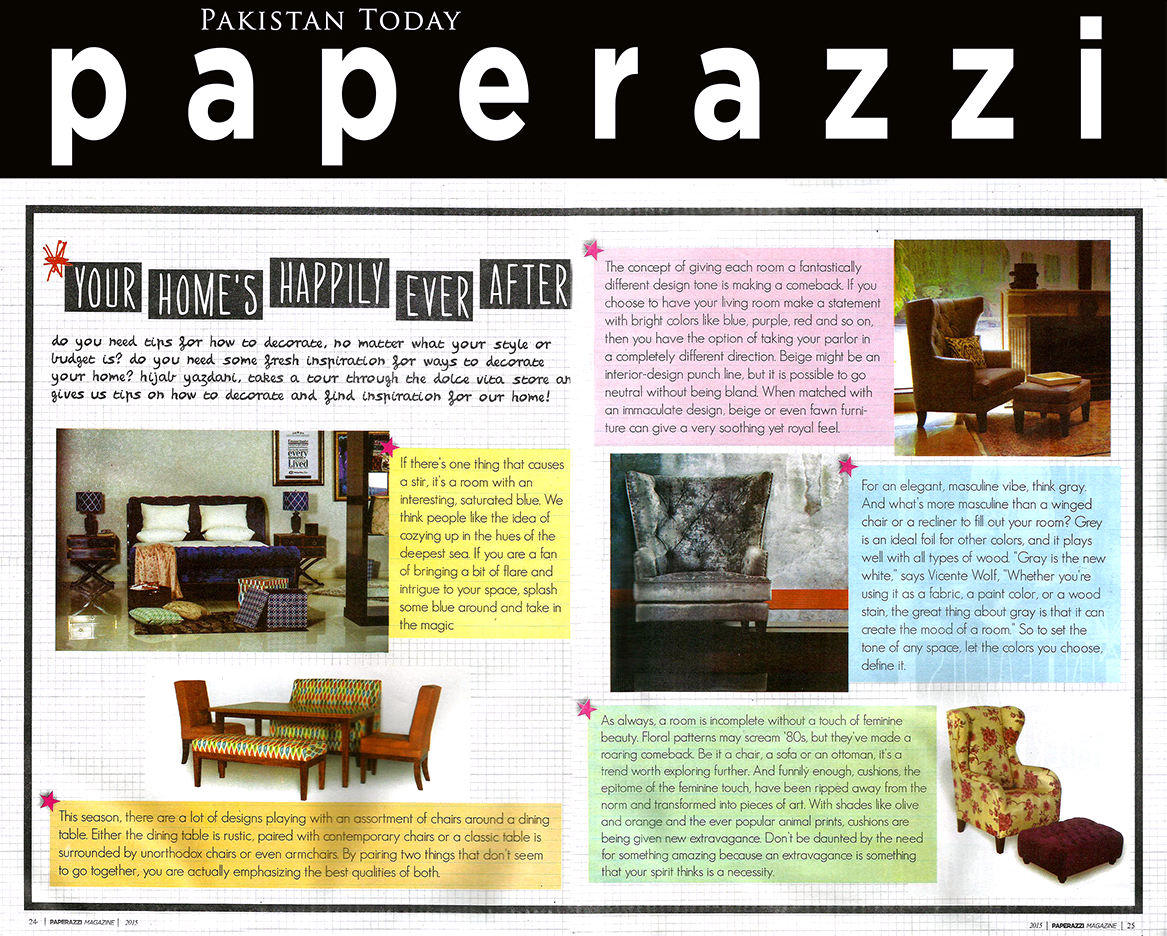 PAKISTAN TODAY
paperazzi
YOUR HOME'S HAPPILY EVER AFTER
do you need tips for how to decorate, no matter what your style or
budget is? do you need some fresh inspiration for ways to decorate
your home? hijab yazdani, takes a tour through the dolce vita store an
gives us tips on how to decorate and find inspiration for our home!
every
Lived
If there's one thing that causes
a stir, it's a room with an
interesting, saturated blue. We
think people like the idea of
cozying up in the hues of the
deepest sea. If you are a fan
of bringing a bit of flare and
intrigue to your space, splash
some blue around and take in
the magic
This season, there are a lot of designs playing with an assortment of chairs around a dining
table. Either the dining table is rustic, paired with contemporary chairs or a classic table is
surrounded by unorthodox chairs or even armchairs. By pairing two things that don't seem
to go together, you are actually emphasizing the best qualities of both.
24 | PAPERAZZI MAGAZINE | 2015
The concept of giving each room a fantastically
different design tone is making a comeback. If you
choose to have your living room make a statement
with bright colors like blue, purple, red and so on,
then you have the option of taking your parlor in
a completely different direction. Beige might be an
interior-design punch line, but it is possible to go
neutral without being bland. When matched with
an immaculate design, beige or even fawn furni-
ture can give a very soothing yet royal feel.
For an elegant, masculine vibe, think gray.
And what's more masculine than a winged
chair or a recliner to fill out your room? Grey
is an ideal foil for other colors, and it plays
well with all types of wood. "Gray is the new
white," says Vicente Wolf, "Whether you're
using it as a fabric, a paint color, or a wood
stain, the great thing about gray is that it can
create the mood of a room." So to set the
tone of any space, let the colors you choose,
define it.
As always, a room is incomplete without a touch of feminine
beauty. Floral patterns may scream '80s, but they've made a
roaring comeback. Be it a chair, a sofa or an ottoman, it's a
trend worth exploring further. And funnily enough, cushions, the
epitome of the feminine touch, have been ripped away from the
norm and transformed into pieces of art. With shades like olive
and orange and the ever popular animal prints, cushions are
being given new extravagance. Don't be daunted by the need
for something amazing because an extravagance is something
that your spirit thinks is a necessity.
2015 | PAPERAZZI MAGAZINE | 25